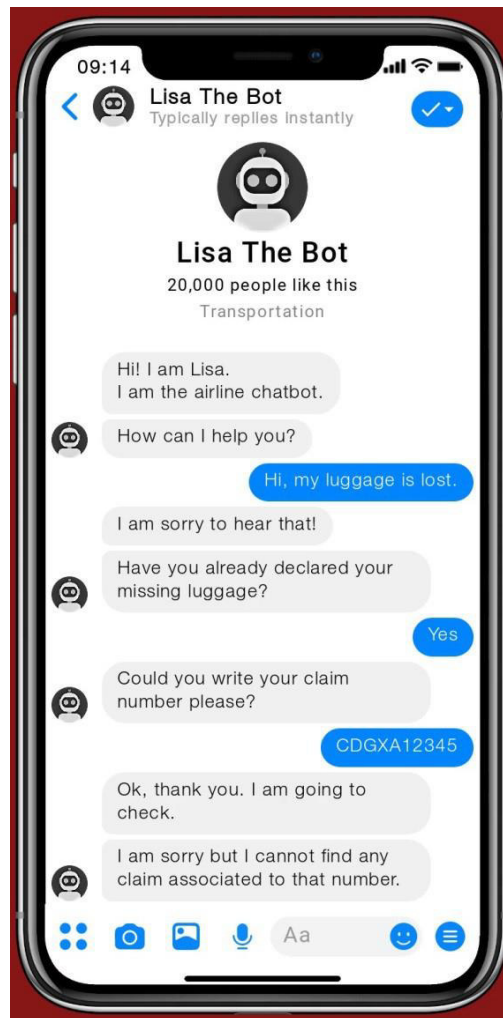 09:14
Lisa The Bot
Typically replies instantly
Lisa The Bot
20,000 people like this
Transportation
Hi! I am Lisa.
I am the airline chatbot.
How can I help you?
Hi, my luggage is lost.
I am sorry to hear that!
Have you already declared your
missing luggage?
Yes
Could you write your claim
number please?
CDGXA12345
Ok, thank you. I am going to
check.
I am sorry but I cannot find any
claim associated to that number.
Aa